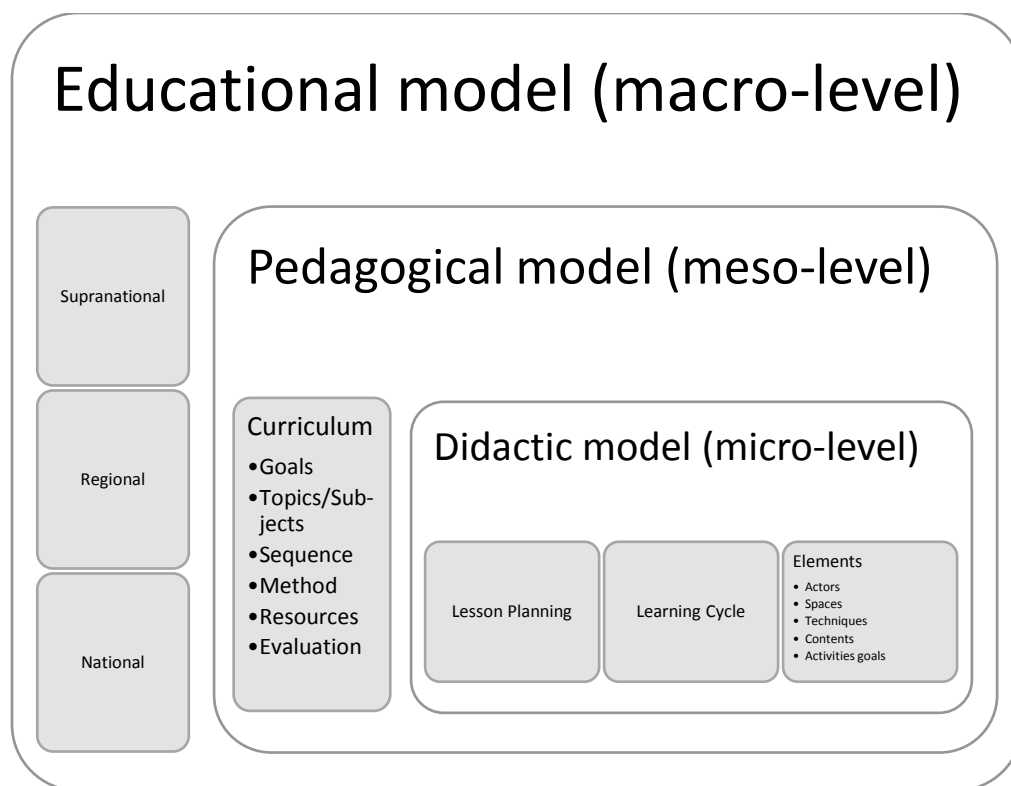 Educational model (macro-level)
Supranational
Regional
National
Pedagogical model (meso-level)
Curriculum
•Goals
•Topics/Sub-
jects
•Sequence
•Method
•Resources
•Evaluation
Didactic model (micro-level)
Lesson Planning
Learning Cycle
Elements
• Actors
• Spaces
• Techniques
• Contents
• Activities goals